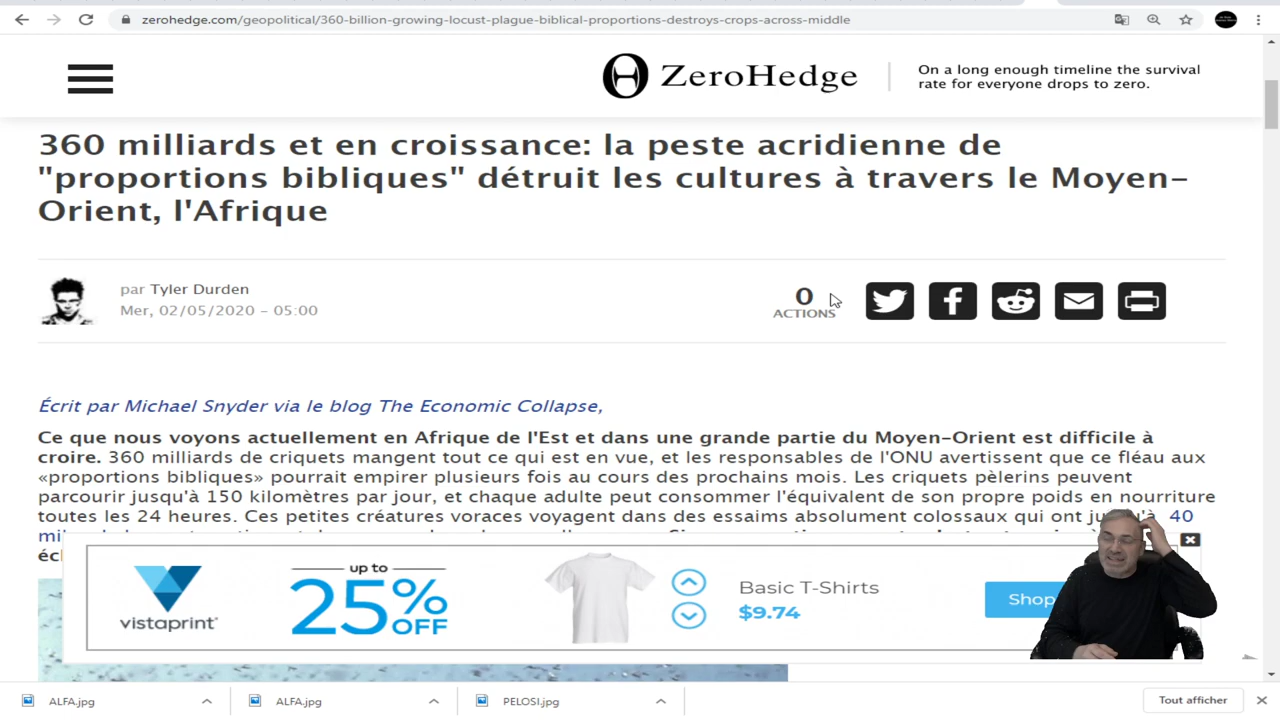 zerohedge.com/geopolitical/360-billion-growing-locust-plague-biblical-proportions-destroys-crops-across-middle
ZeroHedge
On a long enough timeline the survival
rate for everyone drops to zero.
360 milliards et en croissance: la peste acridienne de
"proportions bibliques" détruit les cultures à travers le Moyen-
Orient, l'Afrique
par Tyler Durden
Mer, 02/05/2020 - 05:00
0
ACTIONS
Écrit par Michael Snyder via le blog The Economic Collapse,
Ce que nous voyons actuellement en Afrique de l'Est et dans une grande partie du Moyen-Orient est difficile à
croire. 360 milliards de criquets mangent tout ce qui est en vue, et les responsables de l'ONU avertissent que ce fléau aux
«proportions bibliques» pourrait empirer plusieurs fois au cours des prochains mois. Les criquets pèlerins peuvent
parcourir jusqu'à 150 kilomètres par jour, et chaque adulte peut consommer l'équivalent de son propre poids en nourriture
toutes les 24 heures. Ces petites créatures voraces voyagent dans des essaims absolument colossaux qui ont 40
vistaprint
up to
25% OFF
Basic T-Shirts
$9.74
Shop
ALFA.jpg
ALFA.jpg
PELOSI.jpg
Tout afficher